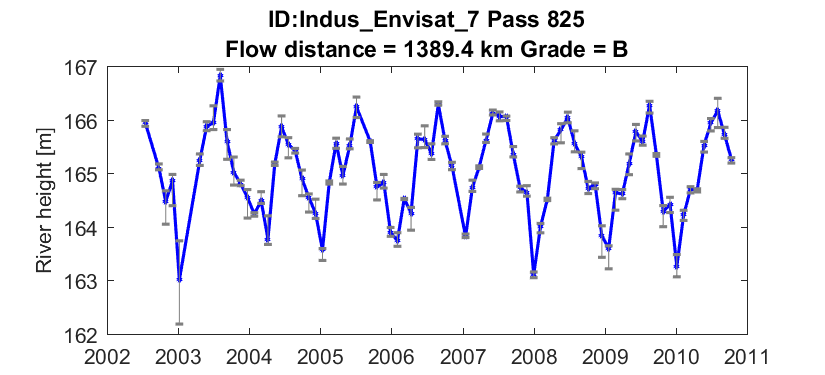 ID:Indus_Envisat_7 Pass 825
Flow distance = 1389.4 km Grade = B
River height [m]
167
166
165
164
163
162
2002 2003 2004 2005 2006 2007 2008 2009 2010 2011